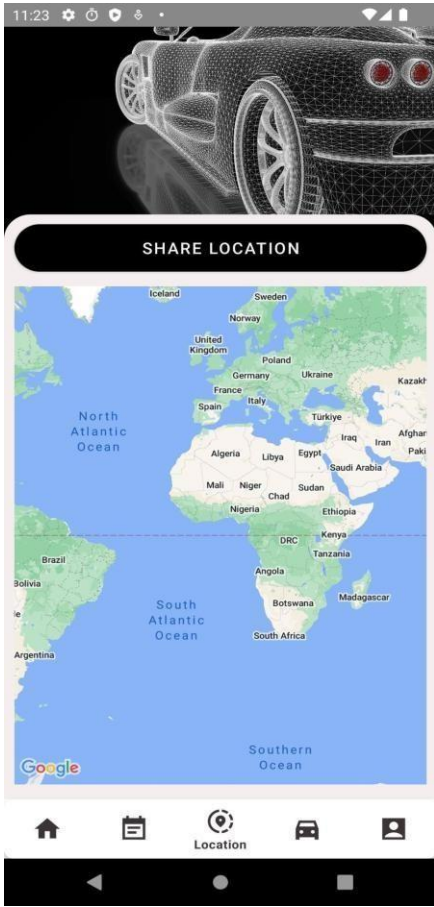 11:23
SHARE LOCATION
Iceland
Sweden
Norway
United
Kingdom
Poland
Germany
Ukraine
France
Kazakh
Italy
Spain
Türkiye
North
Atlantic
Ocean
Afghan
Iraq
Iran
Algeria
Libya
Egypt
Paki
Saudi Arabia
Mali
Niger
Sudan
Chad
Nigeria
Ethiopia
DRC
Kenya
Tanzania
Brazil
Angola
Bolivia
Madagascar
Botswana
South
Atlantic
Ocean
le
South Africa
Argentina
Southern
Ocean
Google
Location